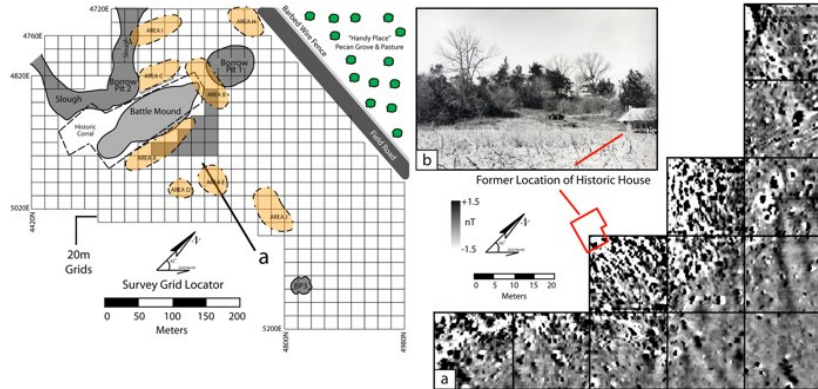 4720E
4760E
4820E
5020E
4420N
20m
Grids
Survey Grid Locator
0
50
100
150
200
Meters
AREA I
AREA H
Slough
Borrow
Pit 2
AREA C
Borrow
Pit 1
Slough
Battle Mound
Historic
Corral
AREA A
AREA D
AREA J
a
BP3
5200E
4800N
4980N
Barbed Wire Fence
Field Road
"Handy Place"
Pecan Grove & Pasture
b
Former Location of Historic House
+1.5
nT
-1.5
0
5
10
15
20
Meters
a